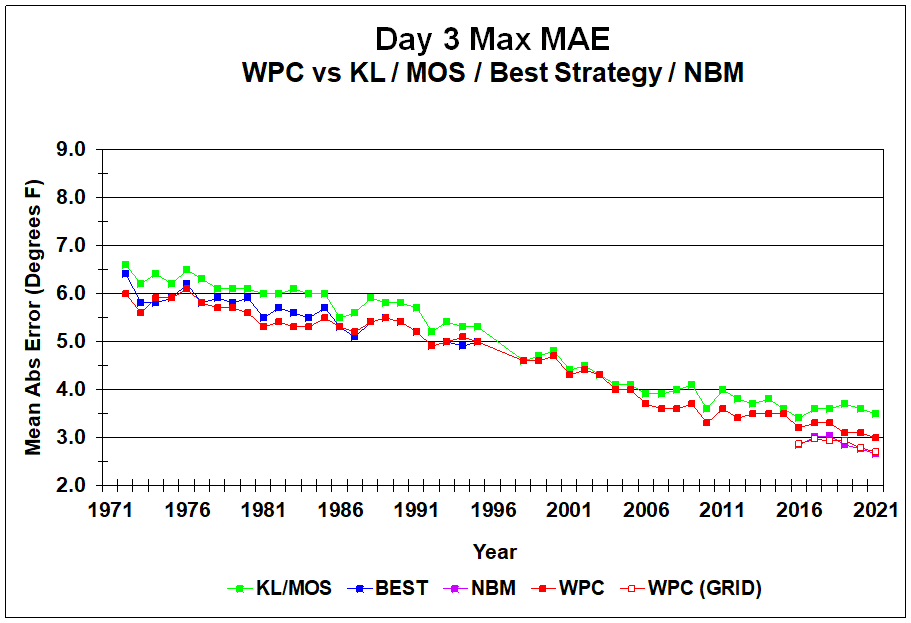 Day 3 Max MAE
WPC vs KL / MOS / Best Strategy / NBM
9.0
8.0
7.0
6.0
5.0
4.0
3.0
2.0
Mean Abs Error (Degrees F)
1971 1976 1981 1986 1991 1996 2001 2006 2011 2016 2021
Year
KL/MOS BEST NBM WPC WPC (GRID)